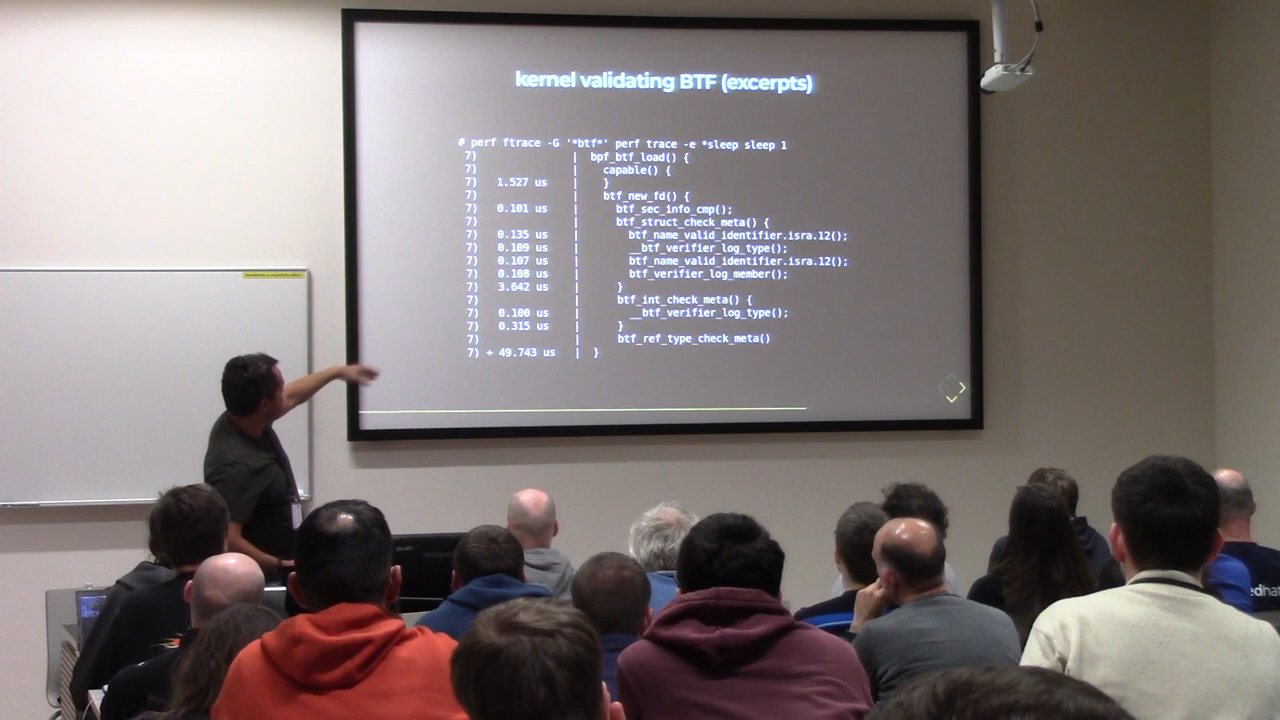 kernel validating BTF (excerpts)
# perf ftrace -G '*btf*' perf trace -e *sleep sleep 1
7) | bpf_btf_load() {
7) | capable() {
7) 1.527 us | }
7) | btf_new_fd() {
7) 0.101 us | btf_sec_info_cmp();
7) | btf_struct_check_meta() {
7) 0.135 us | btf_name_valid_identifier.isra.12();
7) 0.109 us | __btf_verifier_log_type();
7) 0.107 us | btf_name_valid_identifier.isra.12();
7) 0.108 us | btf_verifier_log_member();
7) 3.642 us | }
7) | btf_int_check_meta() {
7) 0.100 us | __btf_verifier_log_type();
7) 0.315 us | }
7) | btf_ref_type_check_meta()
7) + 49.743 us | }